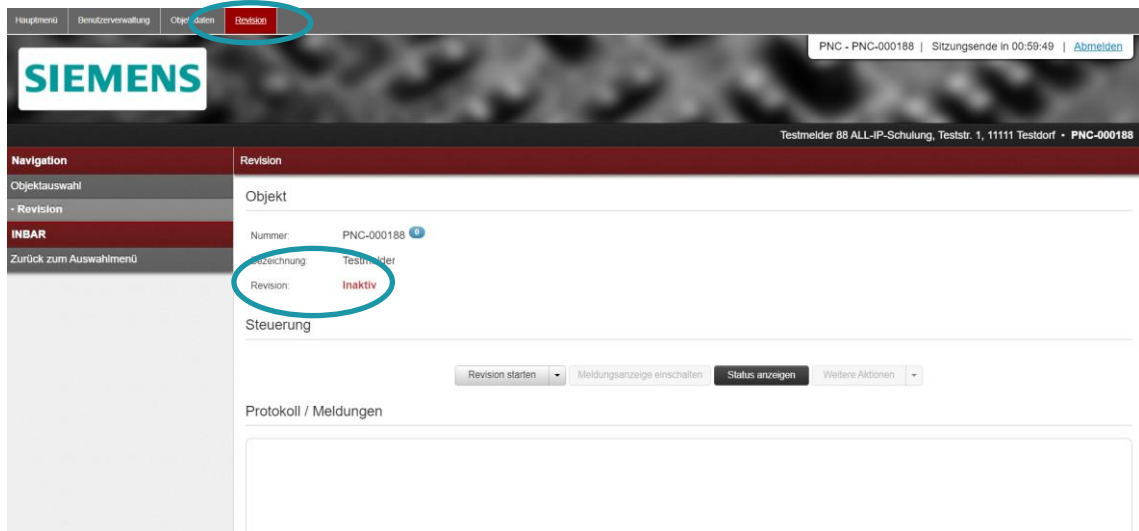 Hauptmenü Benutzerverwaltung Objektdaten Revision
PNC - PNC-000188 | Sitzungsende in 00:59:49 | Abmelden
SIEMENS
Testmelder 88 ALL-IP-Schulung, Teststr. 1, 11111 Testdorf • PNC-000188
Navigation
Objektauswahl
- Revision
INBAR
Zurück zum Auswahlmenü
Revision
Objekt
Nummer: PNC-000188 0
Bezeichnung: Testmelder
Revision: Inaktiv
Steuerung
Revision starten Meldungsanzeige einschalten Status anzeigen Weitere Aktionen
Protokoll / Meldungen